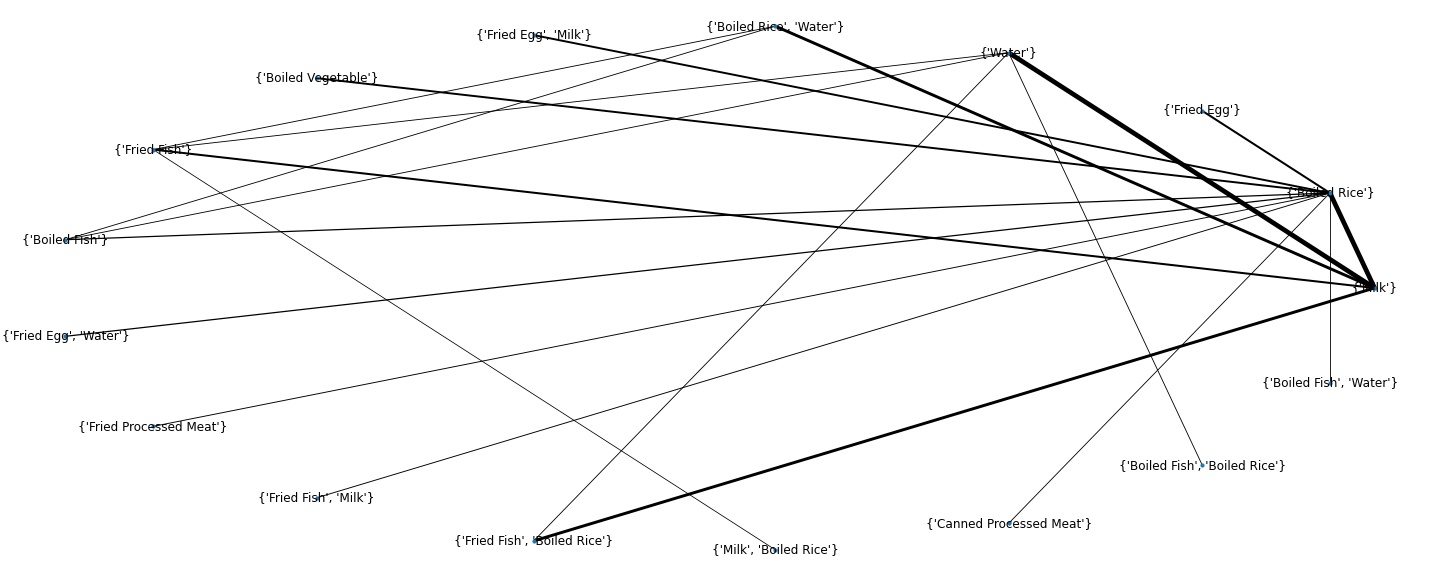 {'Boiled Rice', 'Water'}
{'Fried Egg', 'Milk'}
{'Water'}
{'Boiled Vegetable'}
{'Fried Egg'}
{'Fried Fish'}
{'Boiled Rice'}
{'Boiled Fish'}
{'Milk'}
{'Fried Egg', 'Water'}
{'Boiled Fish', 'Water'}
{'Fried Processed Meat'}
{'Boiled Fish', 'Boiled Rice'}
{'Fried Fish', 'Milk'}
{'Canned Processed Meat'}
{'Fried Fish', 'Boiled Rice'}
{'Milk', 'Boiled Rice'}